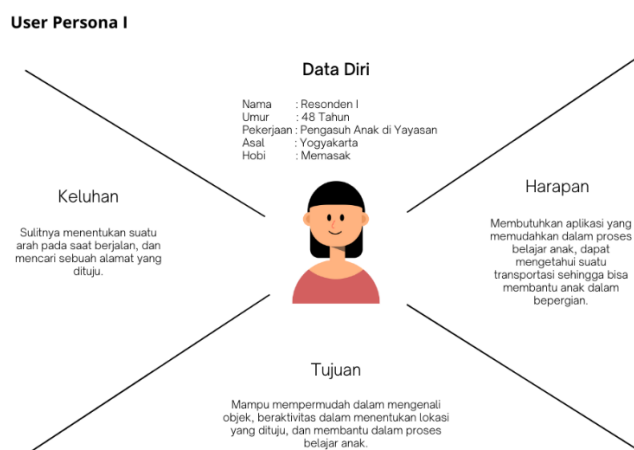 User Persona I
Data Diri
Nama : Resonden I
Umur : 48 Tahun
Pekerjaan : Pengasuh Anak di Yayasan
Asal : Yogyakarta
Hobi : Memasak
Keluhan
Sulitnya menentukan suatu
arah pada saat berjalan, dan
mencari sebuah alamat yang
dituju.
Harapan
Membutuhkan aplikasi yang
memudahkan dalam proses
belajar anak, dapat
mengetahui suatu
transportasi sehingga bisa
membantu anak dalam
bepergian.
Tujuan
Mampu mempermudah dalam mengenali
objek, beraktivitas dalam menentukan lokasi
yang dituju, dan membantu dalam proses
belajar anak.